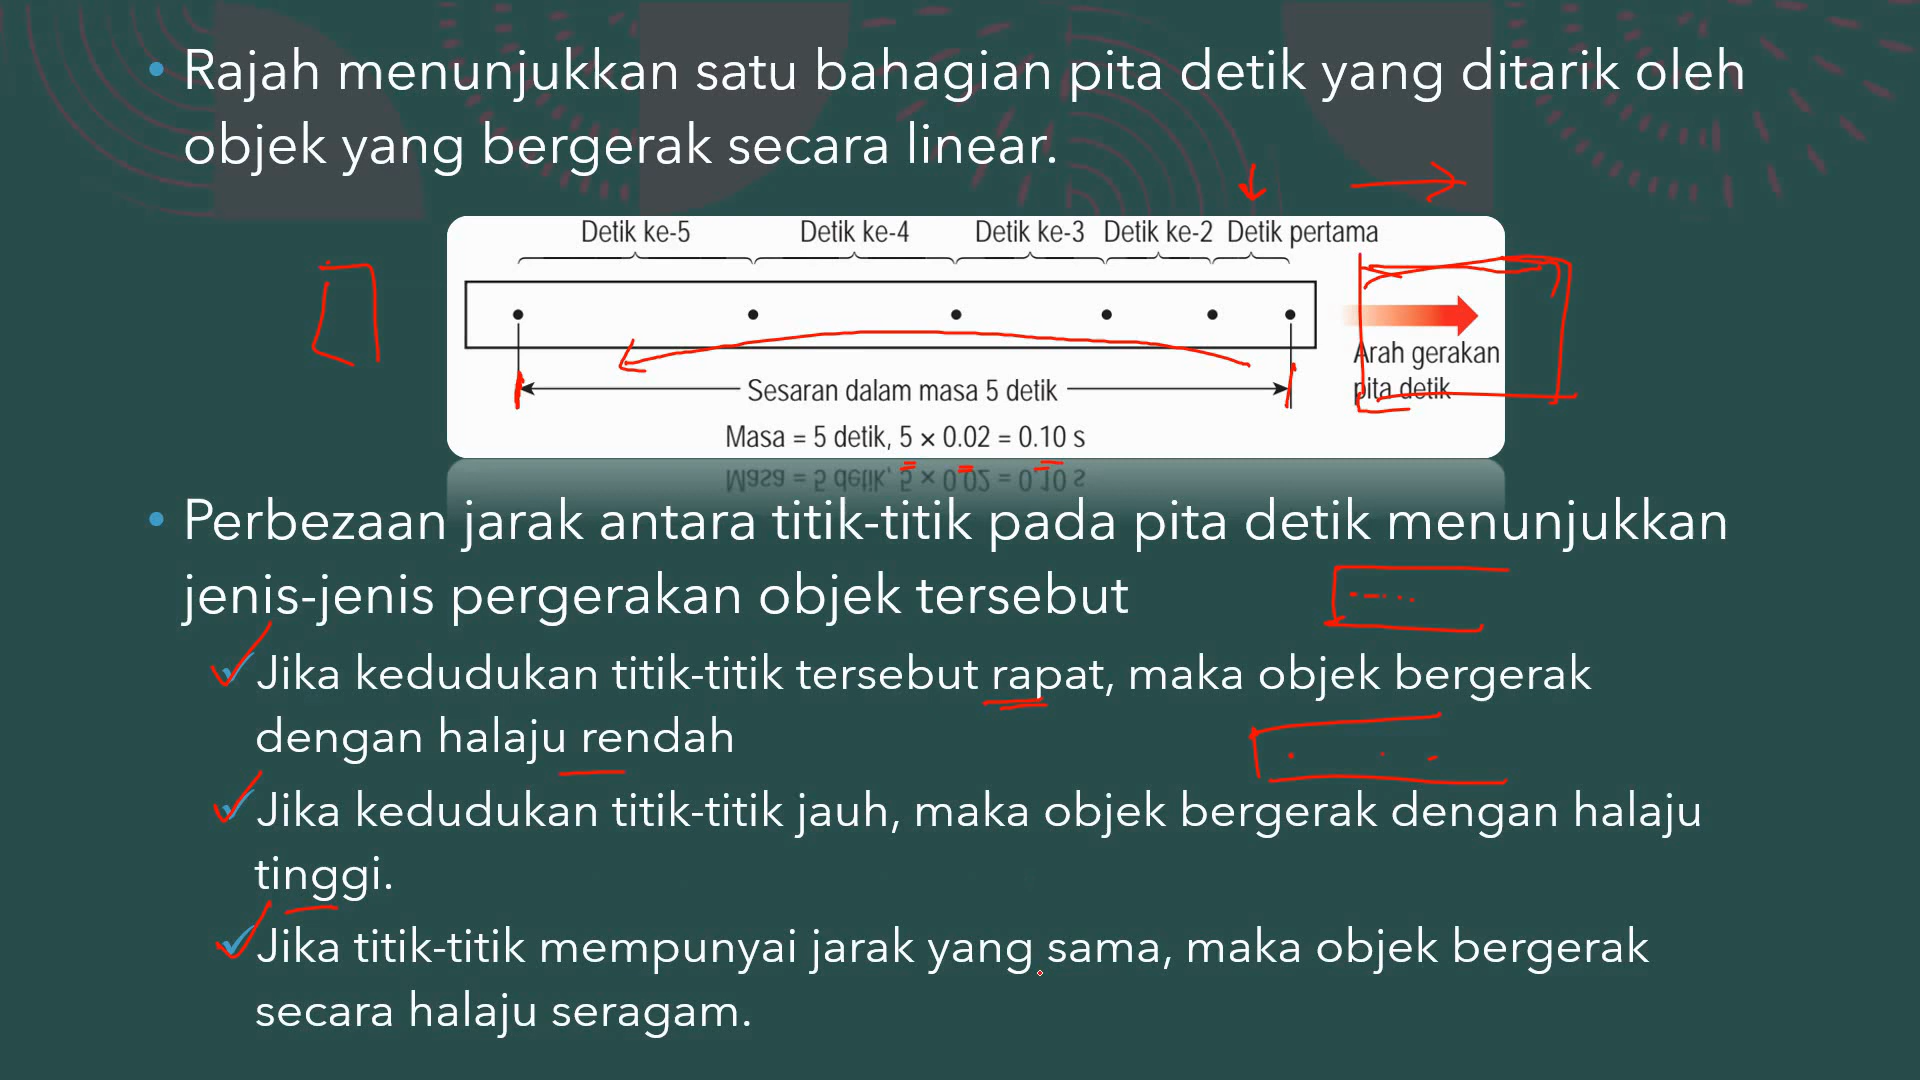 • Rajah menunjukkan satu bahagian pita detik yang ditarik oleh
objek yang bergerak secara linear.
Detik ke-5 Detik ke-4 Detik ke-3 Detik ke-2 Detik pertama
Arah gerakan
pita detik
Sesaran dalam masa 5 detik
Masa = 5 detik, 5 × 0.02 = 0.10 s
• Perbezaan jarak antara titik-titik pada pita detik menunjukkan
jenis-jenis pergerakan objek tersebut
✓ Jika kedudukan titik-titik tersebut rapat, maka objek bergerak
dengan halaju rendah
✓ Jika kedudukan titik-titik jauh, maka objek bergerak dengan halaju
tinggi.
✓ Jika titik-titik mempunyai jarak yang sama, maka objek bergerak
secara halaju seragam.